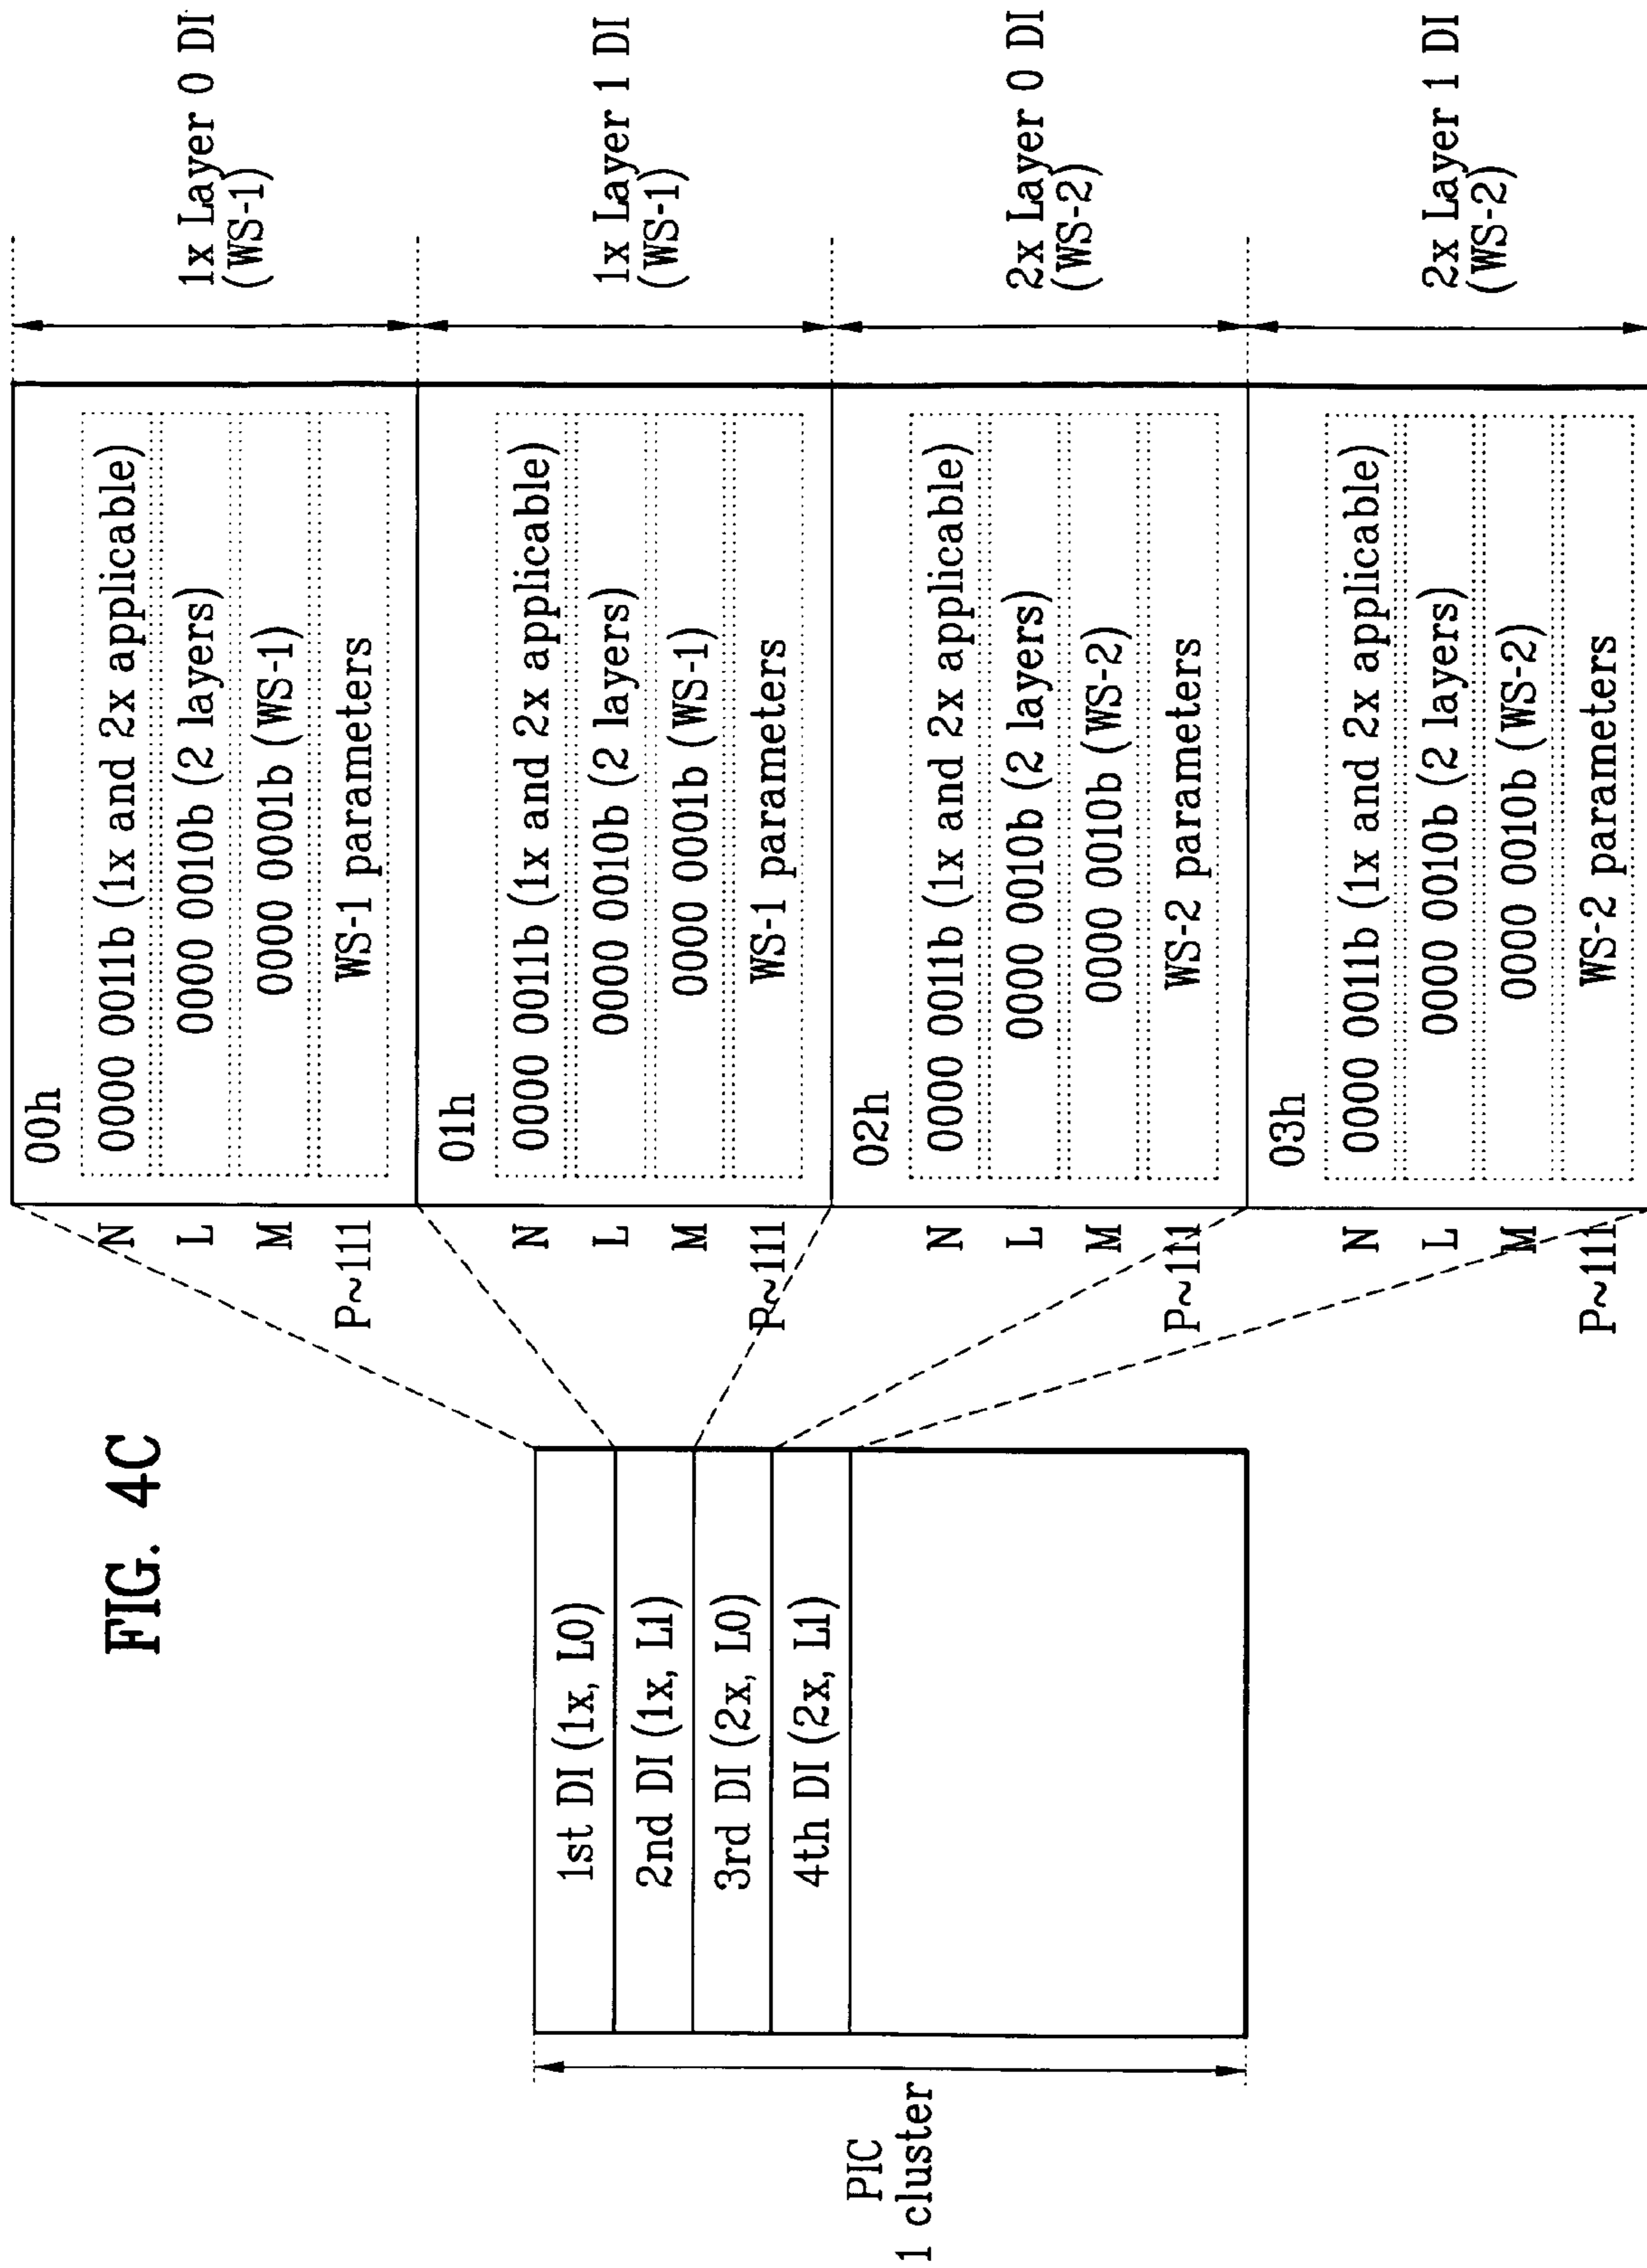 FIG. 4C
PIC
1 cluster
1st DI (1x, L0)
2nd DI (1x, L1)
3rd DI (2x, L0)
4th DI (2x, L1)
00h
N 0000 0011b (1x and 2x applicable)
L 0000 0010b (2 layers)
M 0000 0001b (WS-1)
P~111 WS-1 parameters
1x Layer 0 DI
(WS-1)
01h
N 0000 0011b (1x and 2x applicable)
L 0000 0010b (2 layers)
M 0000 0001b (WS-1)
P~111 WS-1 parameters
1x Layer 1 DI
(WS-1)
02h
N 0000 0011b (1x and 2x applicable)
L 0000 0010b (2 layers)
M 0000 0010b (WS-2)
P~111 WS-2 parameters
2x Layer 0 DI
(WS-2)
03h
N 0000 0011b (1x and 2x applicable)
L 0000 0010b (2 layers)
M 0000 0010b (WS-2)
P~111 WS-2 parameters
2x Layer 1 DI
(WS-2)